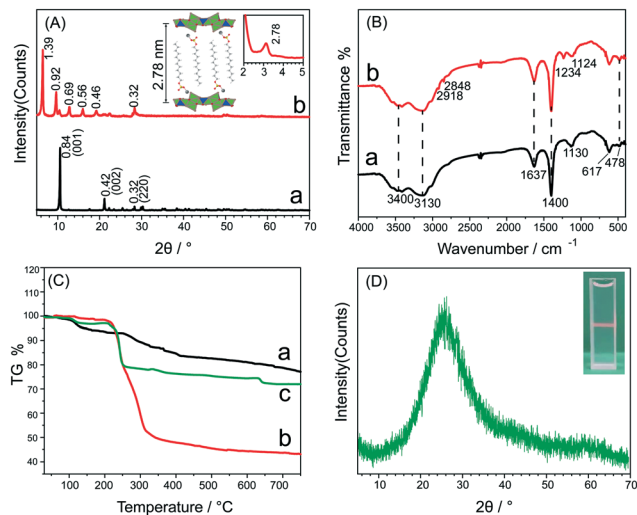 (A)
Intensity(Counts)
1.39
0.92
0.69
0.56
0.46
0.32
b
2.78 nm
2.78
2 3 4 5
0.84
(001)
0.42
(002)
0.32
(220)
a
5 10 20 30 40 50 60 70
2θ / °
(B)
Transmittance %
b
2848
2918
1234
1124
a
3400
3130
1637
1400
1130
617
478
4000 3500 3000 2500 2000 1500 1000 500
Wavenumber / cm -1
(C)
TG %
120
110
100
90
80
70
60
50
40
a
c
b
100 200 300 400 500 600 700
Temperature / °C
(D)
Intensity(Counts)
10 20 30 40 50 60 70
2θ / °